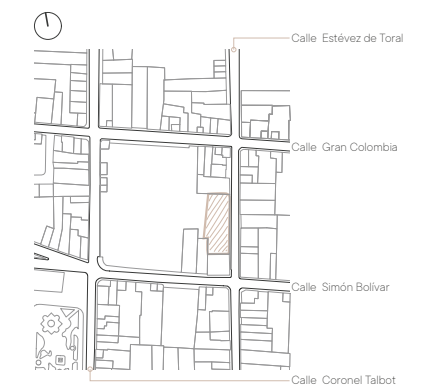 Calle Estévez de Toral
Calle Gran Colombia
Calle Simón Bolívar
Calle Coronel Talbot